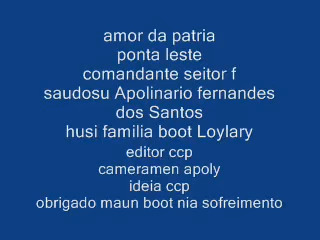 amor da patria
ponta leste
comandante seitor f
saudosu Apolinario fernandes
dos Santos
husi familia boot Loylary
editor ccp
cameramen apoly
ideia ccp
obrigado maun boot nia sofreimento